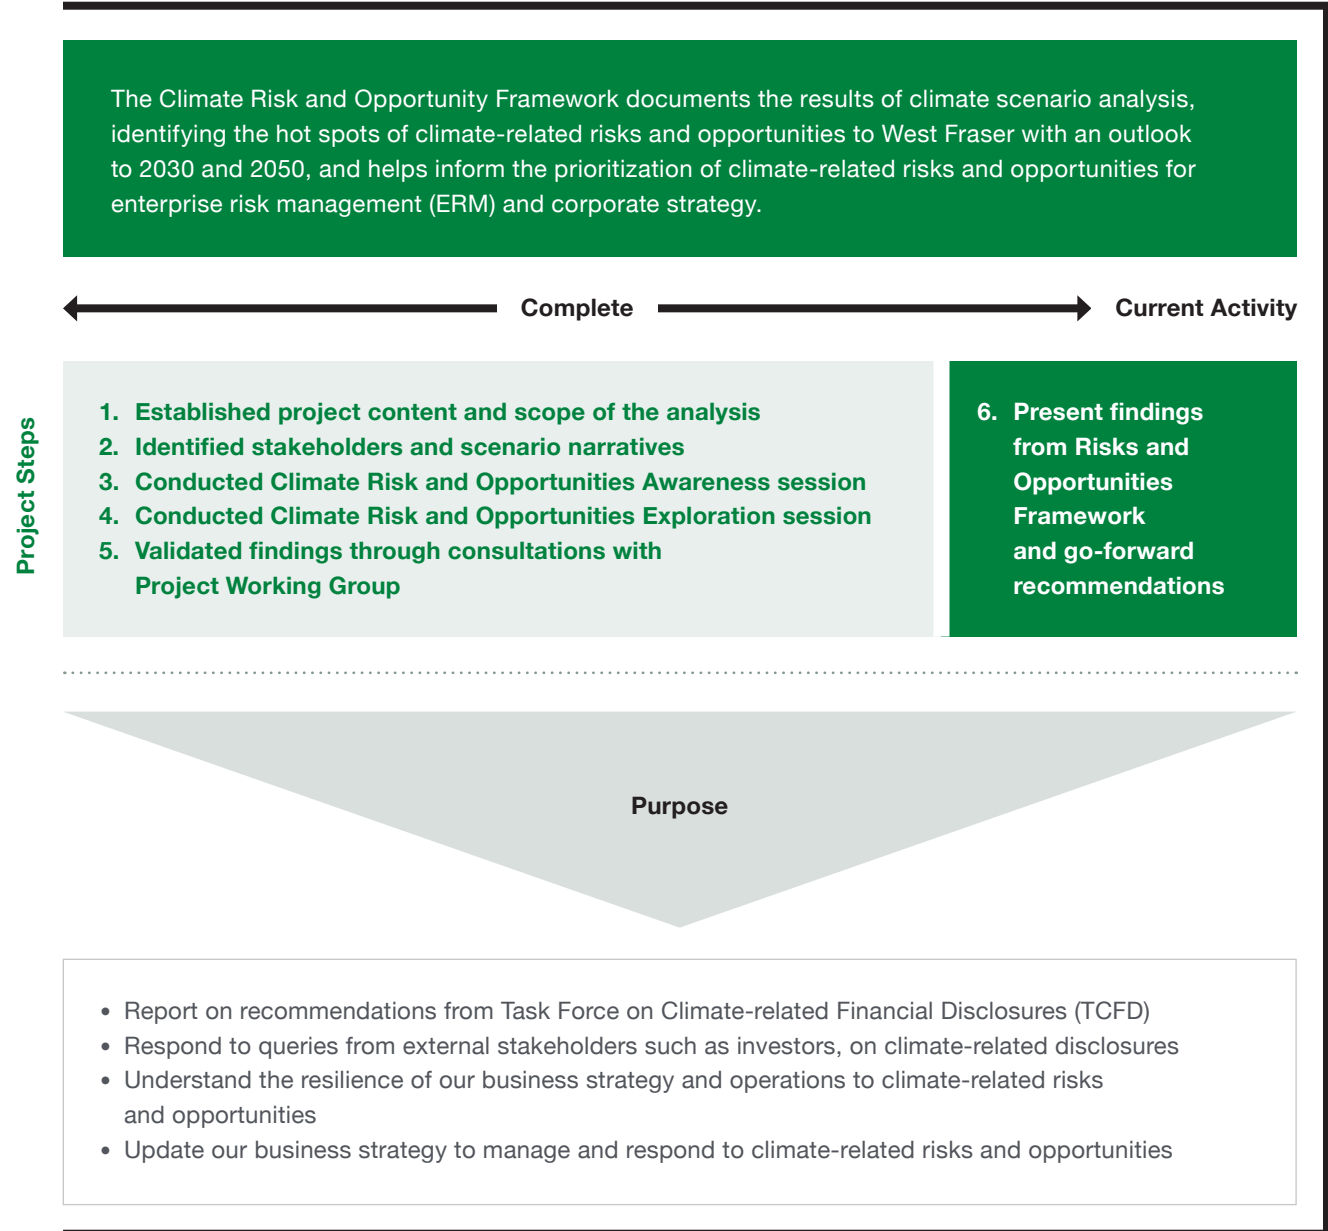 The Climate Risk and Opportunity Framework documents the results of climate scenario analysis,
identifying the hot spots of climate-related risks and opportunities to West Fraser with an outlook
to 2030 and 2050, and helps inform the prioritization of climate-related risks and opportunities for
enterprise risk management (ERM) and corporate strategy.
Complete
Current Activity
Project Steps
1. Established project content and scope of the analysis
2. Identified stakeholders and scenario narratives
3. Conducted Climate Risk and Opportunities Awareness session
4. Conducted Climate Risk and Opportunities Exploration session
5. Validated findings through consultations with
Project Working Group
6. Present findings
from Risks and
Opportunities
Framework
and go-forward
recommendations
Purpose
• Report on recommendations from Task Force on Climate-related Financial Disclosures (TCFD)
• Respond to queries from external stakeholders such as investors, on climate-related disclosures
• Understand the resilience of our business strategy and operations to climate-related risks
and opportunities
• Update our business strategy to manage and respond to climate-related risks and opportunities